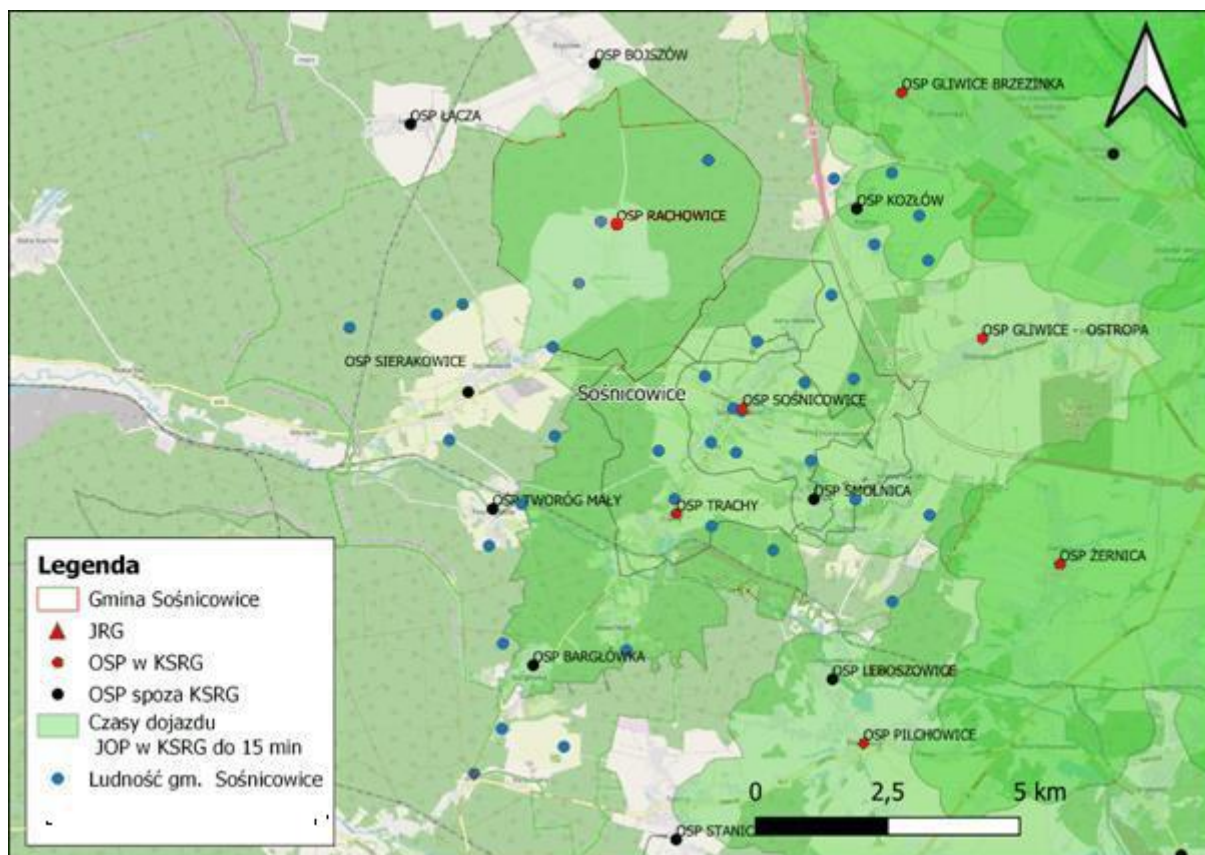 OSP BOJSZÓW
OSP GLIWICE BRZEZINKA
OSP ŁĄCZA
OSP KOZŁÓW
OSP RACHOWICE
OSP GLIWICE - OSTROPA
OSP SIERAKOWICE
Sośnicowice
OSP SOŚNICOWICE
OSP SMOLNICA
OSP TWORÓG MAŁY
OSP TRACHY
OSP ŻERNICA
OSP BARGŁÓWKA
OSP LEBOSZOWICE
OSP PILCHOWICE
OSP STANIC
0 2,5 5 km
Legenda
Gmina Sośnicowice
JRG
OSP w KSRG
OSP spoza KSRG
Czasy dojazdu
JOP w KSRG do 15 min
Ludność gm. Sośnicowice